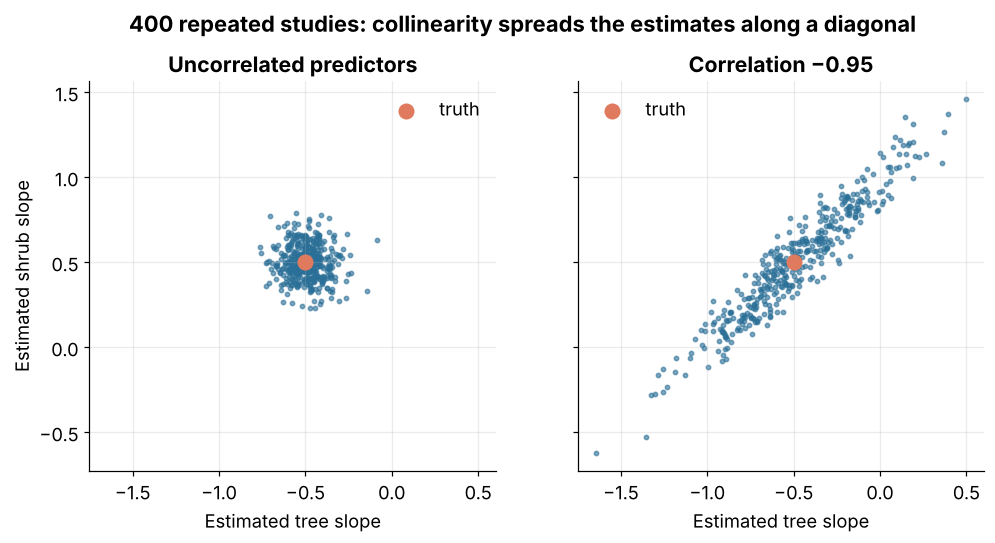 400 repeated studies: collinearity spreads the estimates along a diagonal
Uncorrelated predictors
truth
1.5
1.0
0.5
0.0
−0.5
Estimated shrub slope
−1.5 −1.0 −0.5 0.0 0.5
Estimated tree slope
Correlation −0.95
truth
−1.5 −1.0 −0.5 0.0 0.5
Estimated tree slope